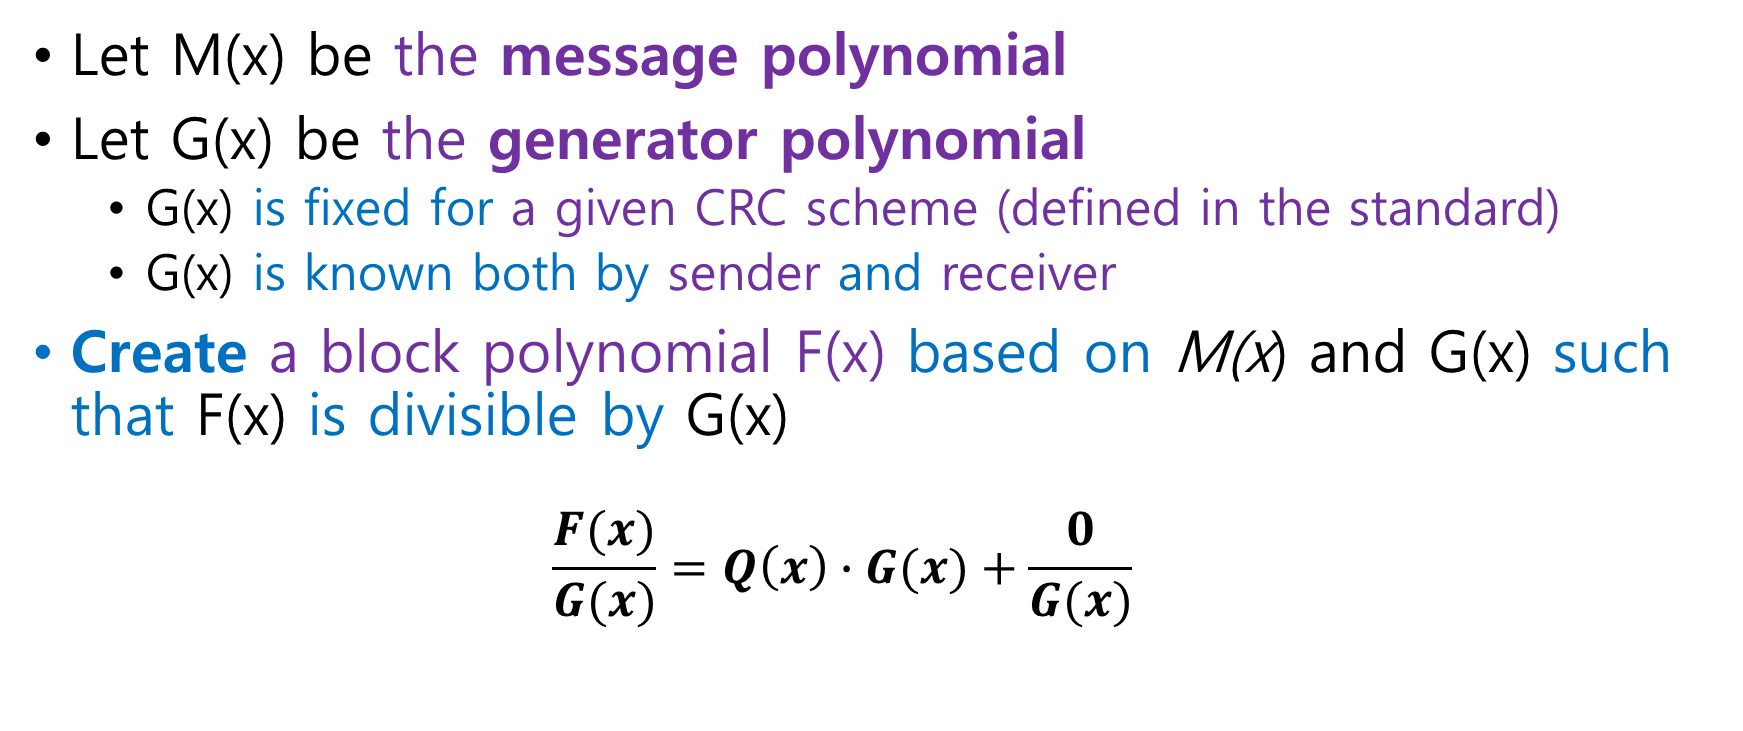 • Let M(x) be the message polynomial
• Let G(x) be the generator polynomial
• G(x) is fixed for a given CRC scheme (defined in the standard)
• G(x) is known both by sender and receiver
• Create a block polynomial F(x) based on M(x) and G(x) such
that F(x) is divisible by G(x)
F(x)/G(x) = Q(x) · G(x) + 0/G(x)